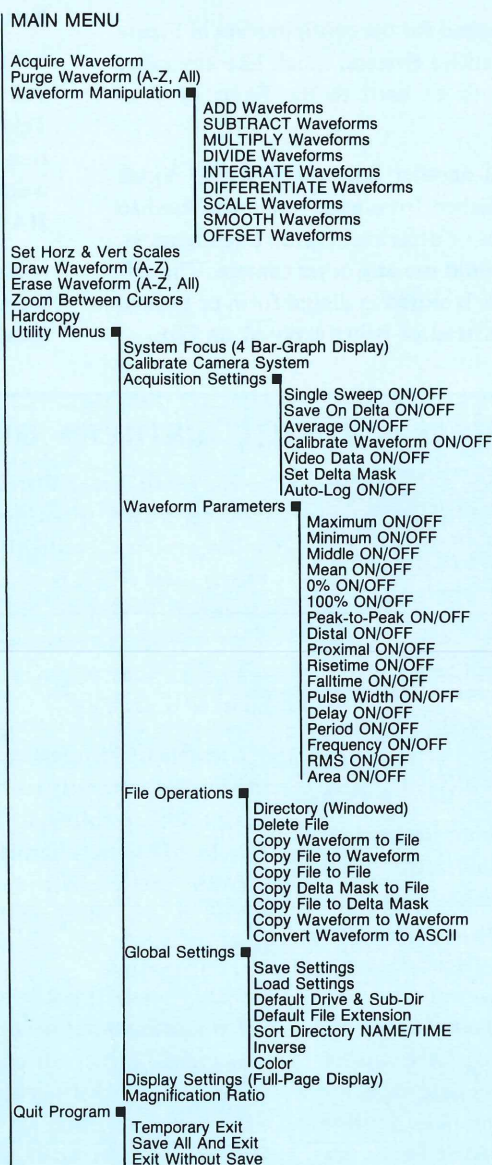 MAIN MENU
Acquire Waveform
Purge Waveform (A-Z, All)
Waveform Manipulation ■
ADD Waveforms
SUBTRACT Waveforms
MULTIPLY Waveforms
DIVIDE Waveforms
INTEGRATE Waveforms
DIFFERENTIATE Waveforms
SCALE Waveforms
SMOOTH Waveforms
OFFSET Waveforms
Set Horz & Vert Scales
Draw Waveform (A-Z)
Erase Waveform (A-Z, All)
Zoom Between Cursors
Hardcopy
Utility Menus ■
System Focus (4 Bar-Graph Display)
Calibrate Camera System
Acquisition Settings ■
Single Sweep ON/OFF
Save On Delta ON/OFF
Average ON/OFF
Calibrate Waveform ON/OFF
Video Data ON/OFF
Set Delta Mask
Auto-Log ON/OFF
Waveform Parameters ■
Maximum ON/OFF
Minimum ON/OFF
Middle ON/OFF
Mean ON/OFF
0% ON/OFF
100% ON/OFF
Peak-to-Peak ON/OFF
Distal ON/OFF
Proximal ON/OFF
Risetime ON/OFF
Falltime ON/OFF
Pulse Width ON/OFF
Delay ON/OFF
Period ON/OFF
Frequency ON/OFF
RMS ON/OFF
Area ON/OFF
File Operations ■
Directory (Windowed)
Delete File
Copy Waveform to File
Copy File to Waveform
Copy File to File
Copy Delta Mask to File
Copy File to Delta Mask
Copy Waveform to Waveform
Convert Waveform to ASCII
Global Settings ■
Save Settings
Load Settings
Default Drive & Sub-Dir
Default File Extension
Sort Directory NAME/TIME
Inverse
Color
Display Settings (Full-Page Display)
Magnification Ratio
Quit Program ■
Temporary Exit
Save All And Exit
Exit Without Save